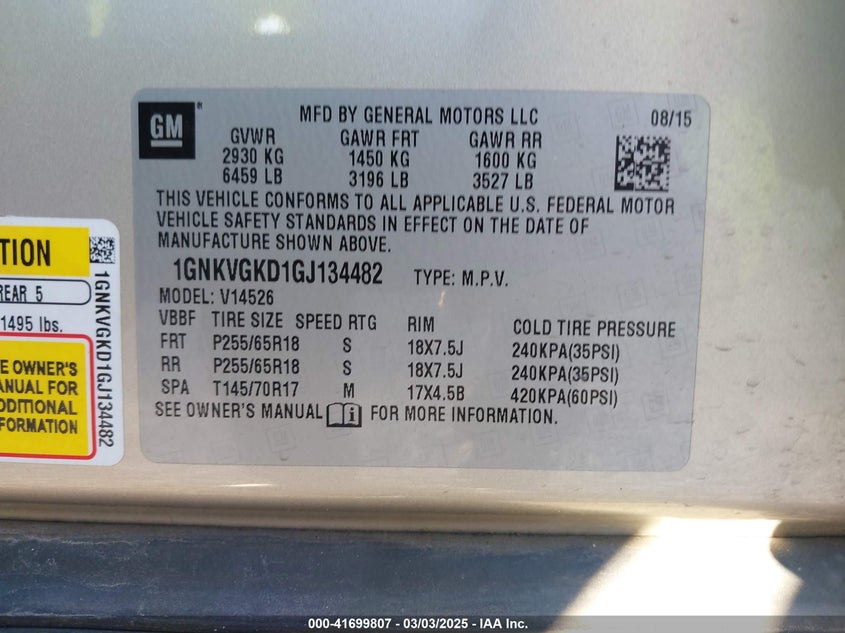 GM
MFD BY GENERAL MOTORS LLC 08/15
GVWR GAWR FRT GAWR RR
2930 KG 1450 KG 1600 KG
6459 LB 3196 LB 3527 LB
THIS VEHICLE CONFORMS TO ALL APPLICABLE U.S. FEDERAL MOTOR
VEHICLE SAFETY STANDARDS IN EFFECT ON THE DATE OF
MANUFACTURE SHOWN ABOVE.
1GNKVGKD1GJ134482 TYPE: M.P.V.
MODEL: V14526
VBBF TIRE SIZE SPEED RTG RIM COLD TIRE PRESSURE
FRT P255/65R18 S 18X7.5J 240KPA(35PSI)
RR P255/65R18 S 18X7.5J 240KPA(35PSI)
SPA T145/70R17 M 17X4.5B 420KPA(60PSI)
SEE OWNER'S MANUAL FOR MORE INFORMATION.
TION
REAR 5
1495 lbs.
E OWNER'S
ANUAL FOR
DDITIONAL
FORMATION
1GNKVGKD1GJ134482
000-41699807 - 03/03/2025 - IAA Inc.